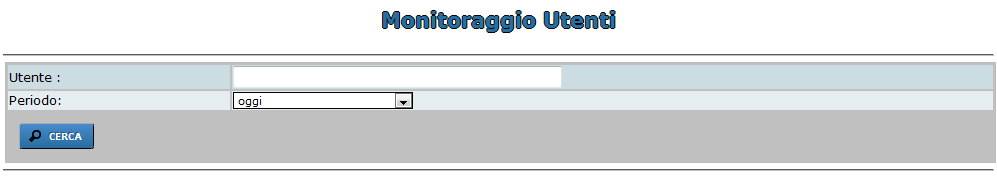 Monitoraggio Utenti
Utente :
Periodo: oggi
CERCA